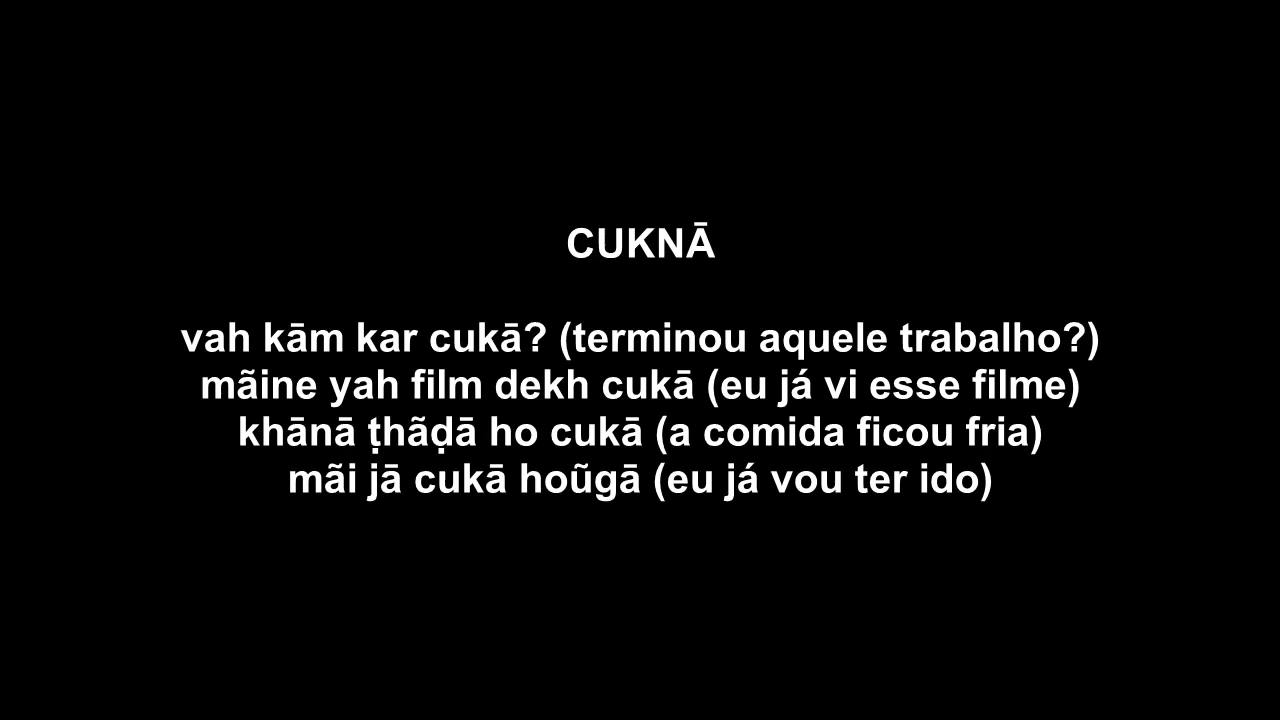 CUKNĀ
vah kām kar cukā? (terminou aquele trabalho?)
mãine yah film dekh cukā (eu já vi esse filme)
khānā ṭhãḍā ho cukā (a comida ficou fria)
mãi jā cukā hoũgā (eu já vou ter ido)